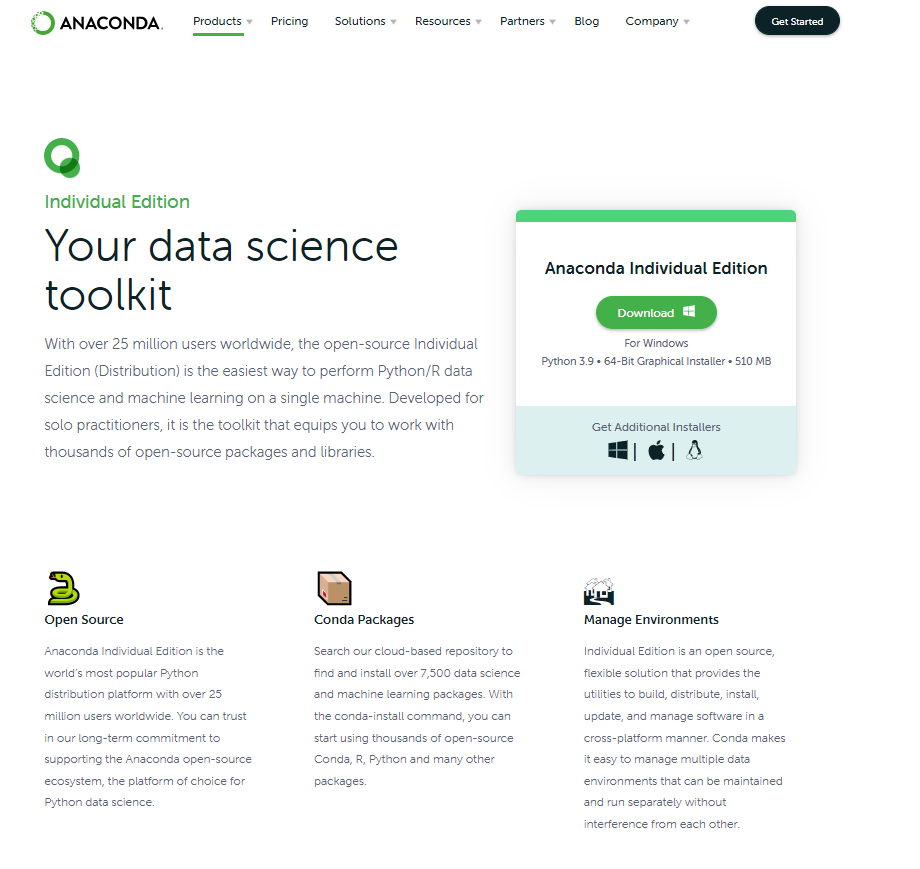 ANACONDA.
Products
Pricing
Solutions
Resources
Partners
Blog
Company
Get Started
Individual Edition
Your data science
toolkit
With over 25 million users worldwide, the open-source Individual
Edition (Distribution) is the easiest way to perform Python/R data
science and machine learning on a single machine. Developed for
solo practitioners, it is the toolkit that equips you to work with
thousands of open-source packages and libraries.
Anaconda Individual Edition
Download
For Windows
Python 3.9 • 64-Bit Graphical Installer • 510 MB
Get Additional Installers
| |
Open Source
Anaconda Individual Edition is the
world's most popular Python
distribution platform with over 25
million users worldwide. You can trust
in our long-term commitment to
supporting the Anaconda open-source
ecosystem, the platform of choice for
Python data science.
Conda Packages
Search our cloud-based repository to
find and install over 7,500 data science
and machine learning packages. With
the conda-install command, you can
start using thousands of open-source
Conda, R, Python and many other
packages.
Manage Environments
Individual Edition is an open source,
flexible solution that provides the
utilities to build, distribute, install,
update, and manage software in a
cross-platform manner. Conda makes
it easy to manage multiple data
environments that can be maintained
and run separately without
interference from each other.